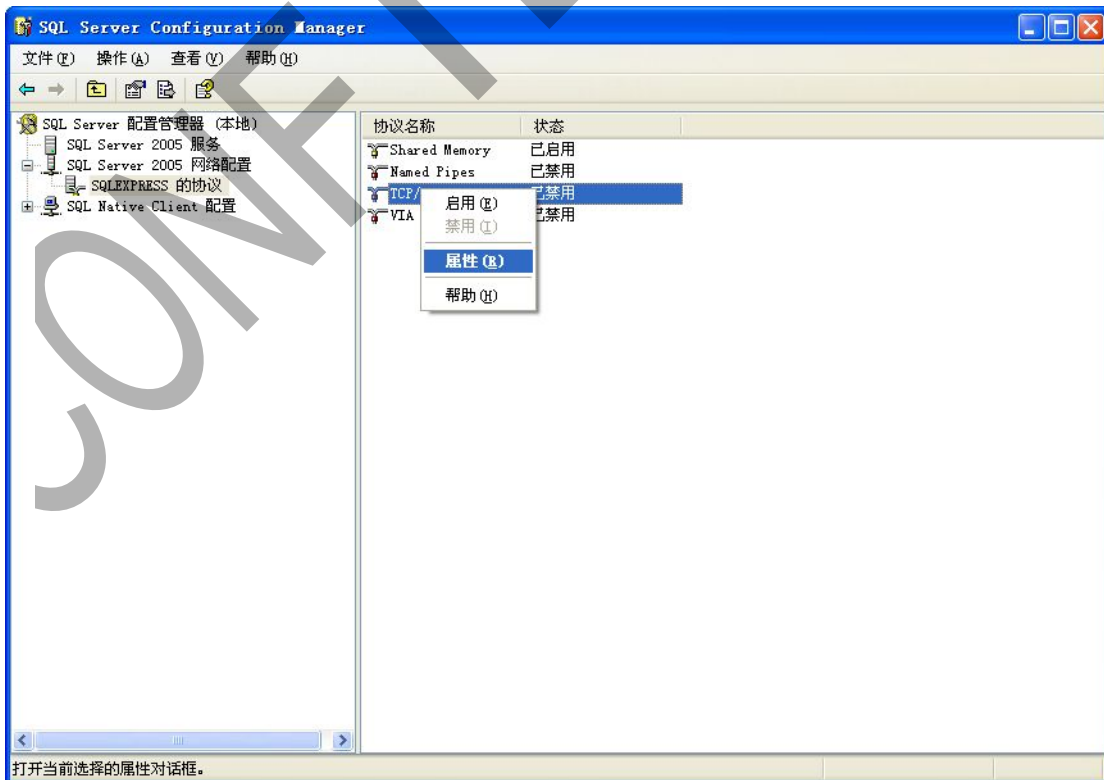 SQL Server Configuration Manager
文件(F) 操作(A) 查看(V) 帮助(H)
SQL Server 配置管理器 (本地)
SQL Server 2005 服务
SQL Server 2005 网络配置
SQLEXPRESS 的协议
SQL Native Client 配置
协议名称 状态
Shared Memory 已启用
Named Pipes 已禁用
TCP/ 已禁用
VIA 已禁用
启用(E)
禁用(I)
属性(R)
帮助(H)
打开当前选择的属性对话框。
CONFI